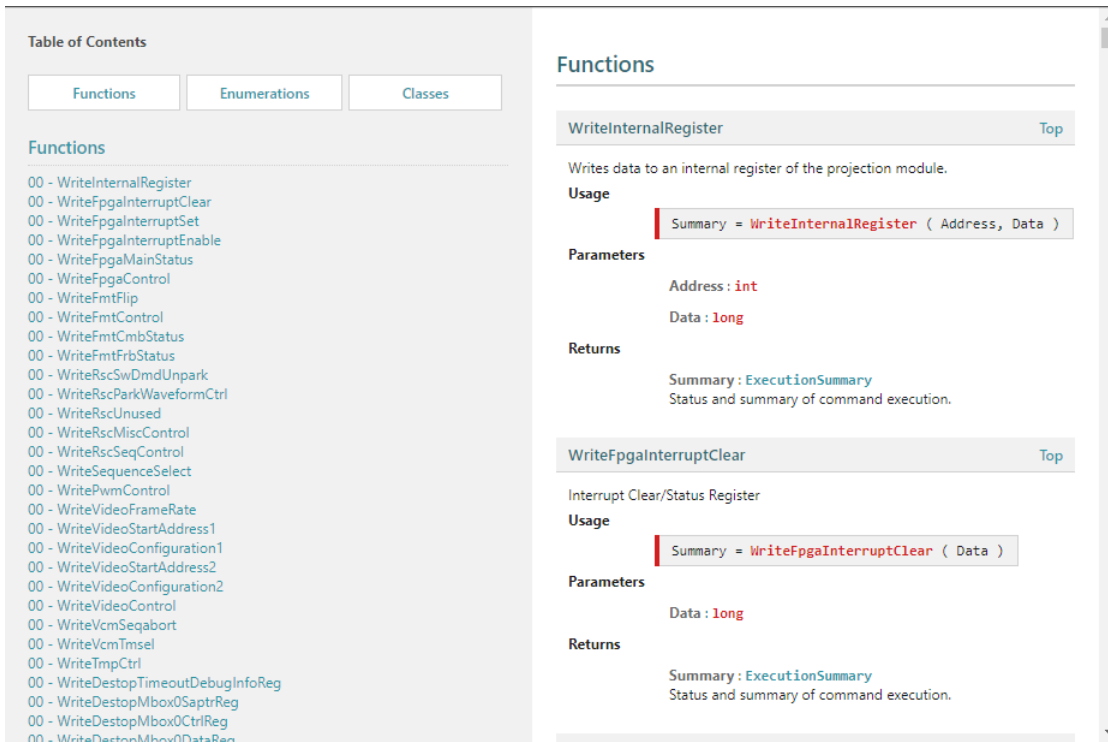 Table of Contents
Functions
Enumerations
Classes
Functions
00 - WriteInternalRegister
00 - WriteFpgaInterruptClear
00 - WriteFpgaInterruptSet
00 - WriteFpgaInterruptEnable
00 - WriteFpgaMainStatus
00 - WriteFpgaControl
00 - WriteFmtFlip
00 - WriteFmtControl
00 - WriteFmtCmbStatus
00 - WriteFmtFrbStatus
00 - WriteRscSwDmdUnpark
00 - WriteRscParkWaveformCtrl
00 - WriteRscUnused
00 - WriteRscMiscControl
00 - WriteRscSeqControl
00 - WriteSequenceSelect
00 - WritePwmControl
00 - WriteVideoFrameRate
00 - WriteVideoStartAddress1
00 - WriteVideoConfiguration1
00 - WriteVideoStartAddress2
00 - WriteVideoConfiguration2
00 - WriteVideoControl
00 - WriteVcmSeqabort
00 - WriteVcmTmsel
00 - WriteTmpCtrl
00 - WriteDestopTimeoutDebugInfoReg
00 - WriteDestopMbox0SaptrReg
00 - WriteDestopMbox0CtrlReg
00 - WriteDestopMbox0DataReg
Functions
WriteInternalRegister Top
Writes data to an internal register of the projection module.
Usage
Summary = WriteInternalRegister ( Address, Data )
Parameters
Address : int
Data : long
Returns
Summary : ExecutionSummary
Status and summary of command execution.
WriteFpgaInterruptClear Top
Interrupt Clear/Status Register
Usage
Summary = WriteFpgaInterruptClear ( Data )
Parameters
Data : long
Returns
Summary : ExecutionSummary
Status and summary of command execution.